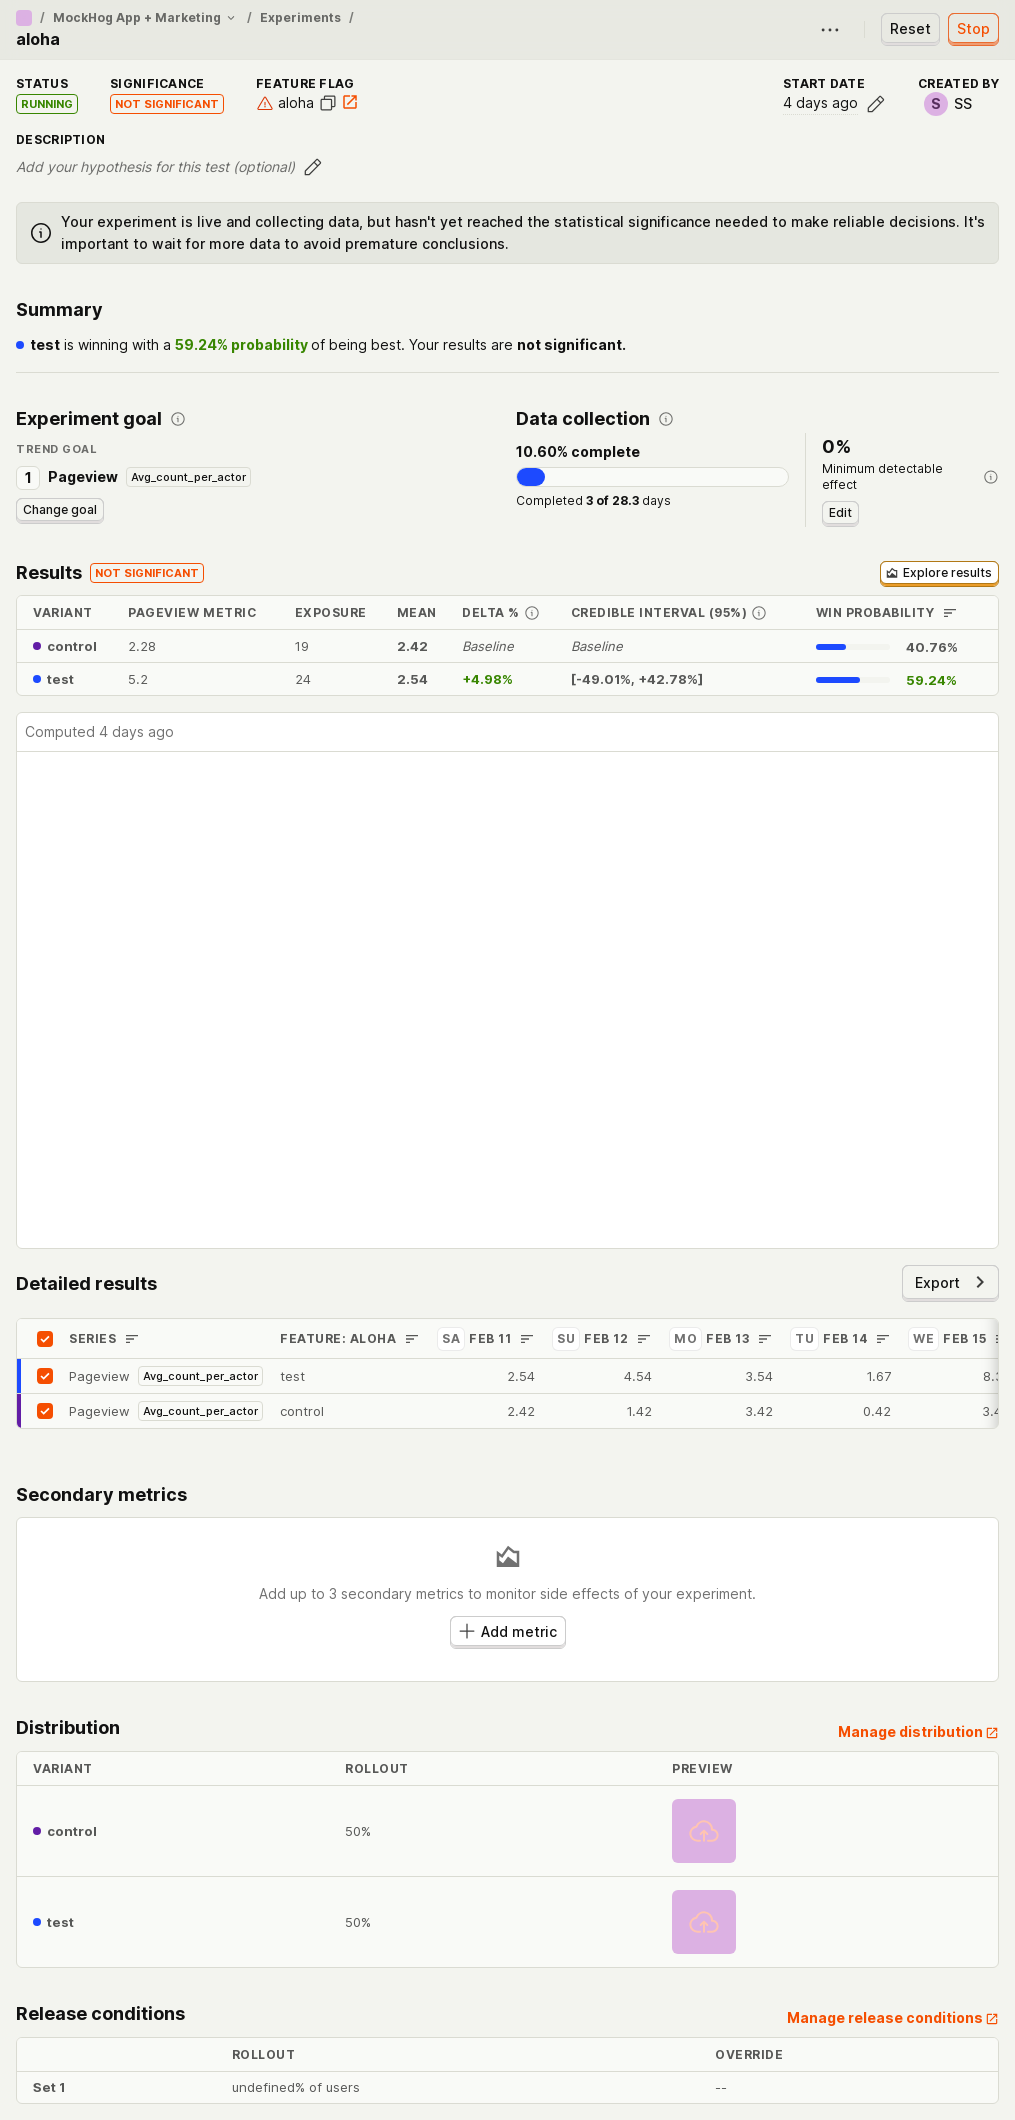 / MockHog App + Marketing / Experiments /
aloha
Reset
Stop
STATUS
RUNNING
SIGNIFICANCE
NOT SIGNIFICANT
FEATURE FLAG
aloha
START DATE
4 days ago
CREATED BY
S SS
DESCRIPTION
Add your hypothesis for this test (optional)
Your experiment is live and collecting data, but hasn't yet reached the statistical significance needed to make reliable decisions. It's
important to wait for more data to avoid premature conclusions.
Summary
test is winning with a 59.24% probability of being best. Your results are not significant.
Experiment goal
TREND GOAL
1 Pageview Avg_count_per_actor
Change goal
Data collection
10.60% complete
Completed 3 of 28.3 days
0%
Minimum detectable
effect
Edit
Results NOT SIGNIFICANT
Explore results
VARIANT PAGEVIEW METRIC EXPOSURE MEAN DELTA % CREDIBLE INTERVAL (95%) WIN PROBABILITY
control 2.28 19 2.42 Baseline Baseline 40.76%
test 5.2 24 2.54 +4.98% [-49.01%, +42.78%] 59.24%
Computed 4 days ago
Detailed results
Export
SERIES FEATURE: ALOHA SA FEB 11 SU FEB 12 MO FEB 13 TU FEB 14 WE FEB 15
Pageview Avg_count_per_actor test 2.54 4.54 3.54 1.67 8.
Pageview Avg_count_per_actor control 2.42 1.42 3.42 0.42 3.
Secondary metrics
Add up to 3 secondary metrics to monitor side effects of your experiment.
Add metric
Distribution
Manage distribution
VARIANT ROLLOUT PREVIEW
control 50%
test 50%
Release conditions
Manage release conditions
ROLLOUT OVERRIDE
Set 1 undefined% of users --